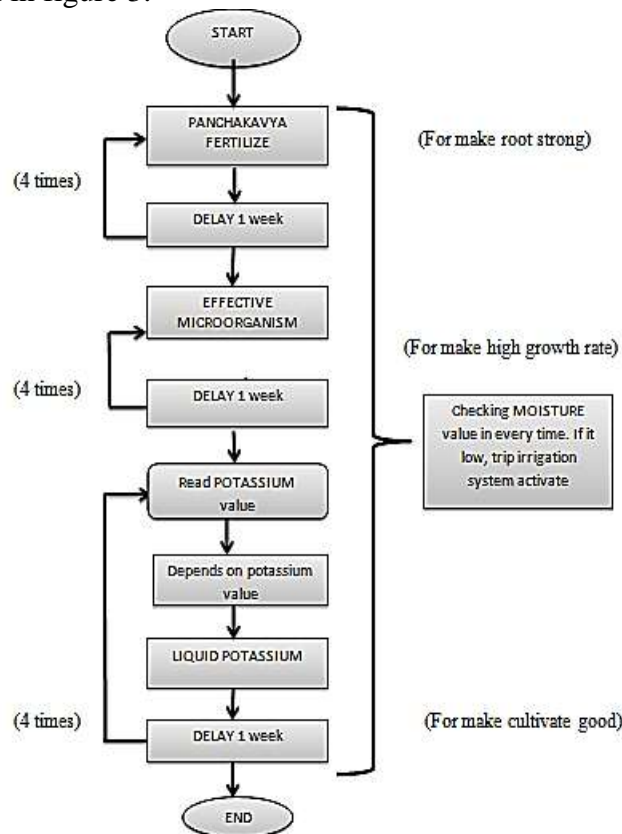 in figure 3.
START
PANCHAKAVYA
FERTILIZE
(For make root strong)
(4 times)
DELAY 1 week
EFFECTIVE
MICROORGANISM
(For make high growth rate)
(4 times)
DELAY 1 week
Checking MOISTURE
value in every time. If it
low, trip irrigation
system activate
Read POTASSIUM
value
Depends on potassium
value
LIQUID POTASSIUM
(4 times)
(For make cultivate good)
DELAY 1 week
END